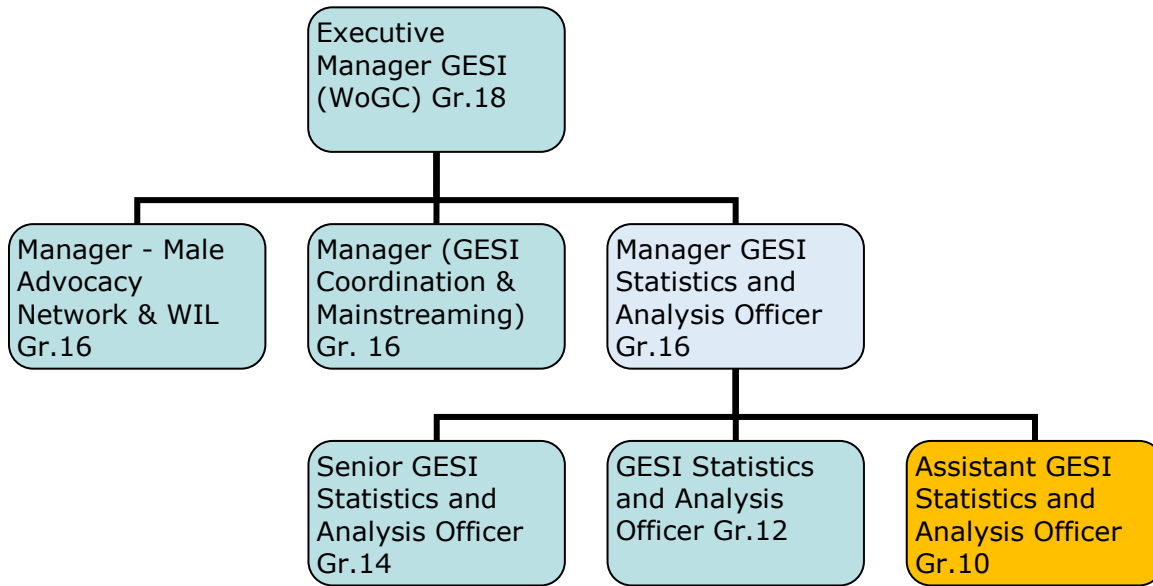 Executive
Manager GESI
(WoGC) Gr.18
Manager - Male
Advocacy
Network & WIL
Gr.16
Manager (GESI
Coordination &
Mainstreaming)
Gr. 16
Manager GESI
Statistics and
Analysis Officer
Gr.16
Senior GESI
Statistics and
Analysis Officer
Gr.14
GESI Statistics
and Analysis
Officer Gr.12
Assistant GESI
Statistics and
Analysis Officer
Gr.10